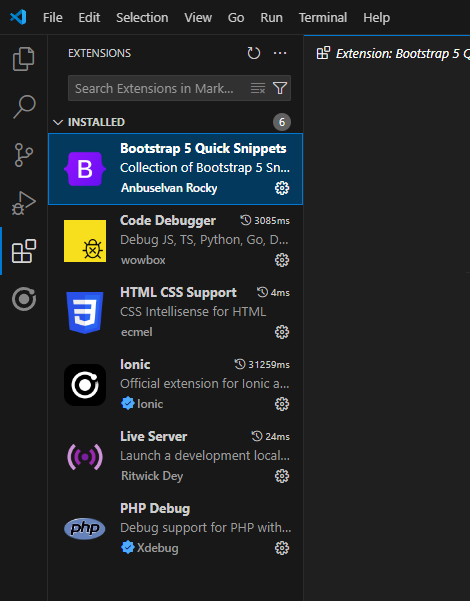 File Edit Selection View Go Run Terminal Help
EXTENSIONS
Extension: Bootstrap 5 Q
Search Extensions in Mark...
INSTALLED 6
B
Bootstrap 5 Quick Snippets
Collection of Bootstrap 5 Sn...
Anbuselvan Rocky
Code Debugger 3085ms
Debug JS, TS, Python, Go, D...
wowbox
HTML CSS Support 4ms
CSS Intellisense for HTML
ecmel
Ionic 31259ms
Official extension for Ionic a...
Ionic
Live Server 24ms
Launch a development local...
Ritwick Dey
PHP Debug
Debug support for PHP with...
php
Xdebug